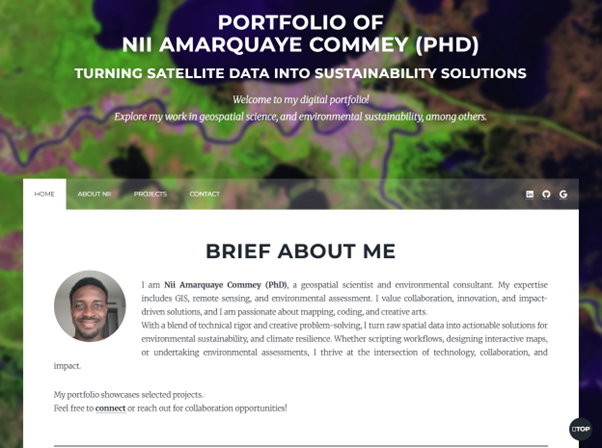 PORTFOLIO OF
NII AMARQUAYE COMMEY (PHD)
TURNING SATELLITE DATA INTO SUSTAINABILITY SOLUTIONS
Welcome to my digital portfolio!
Explore my work in geospatial science, and environmental sustainability, among others.
HOME ABOUT NII PROJECTS CONTACT
BRIEF ABOUT ME
I am Nii Amarquaye Commey (PhD), a geospatial scientist and environmental consultant. My expertise
includes GIS, remote sensing, and environmental assessment. I value collaboration, innovation, and impact-
driven solutions, and I am passionate about mapping, coding, and creative arts.
With a blend of technical rigor and creative problem-solving, I turn raw spatial data into actionable solutions for
environmental sustainability, and climate resilience. Whether scripting workflows, designing interactive maps,
or undertaking environmental assessments, I thrive at the intersection of technology, collaboration, and
impact.
My portfolio showcases selected projects.
Feel free to connect or reach out for collaboration opportunities!
TOP